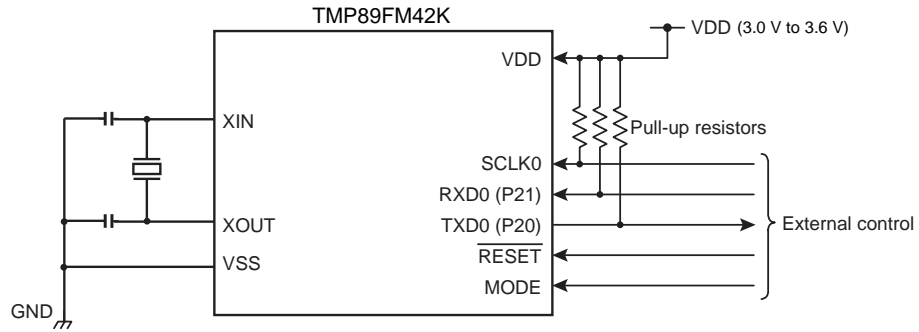 TMP89FM42K
VDD (3.0 V to 3.6 V)
VDD
XIN
Pull-up resistors
SCLK0
RXD0 (P21)
XOUT
TXD0 (P20)
External control
VSS
RESET
MODE
GND